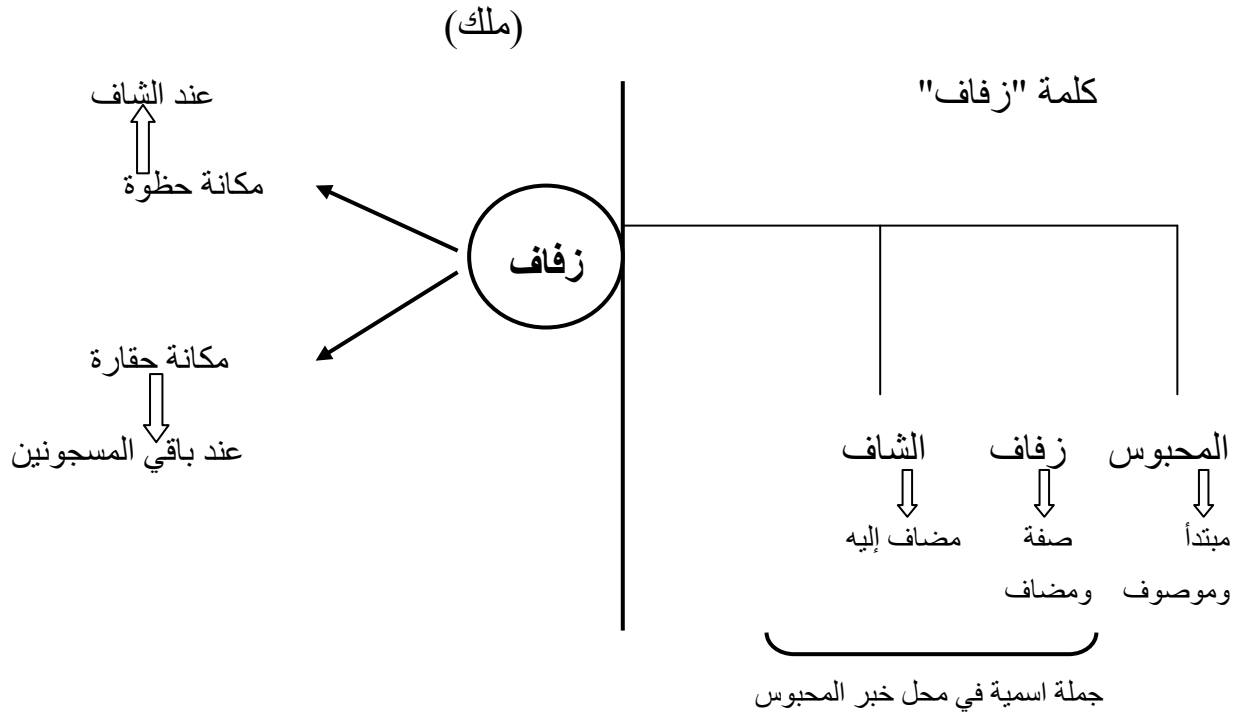 (ملك)
كلمة "زفاف"
عند الشاف
مكانة حظوة
زفاف
مكانة حقارة
عند باقي المسجونين
المحبوس زفاف الشاف
مبتدأ صفة مضاف إليه
وموصوف ومضاف
جملة اسمية في محل خبر المحبوس